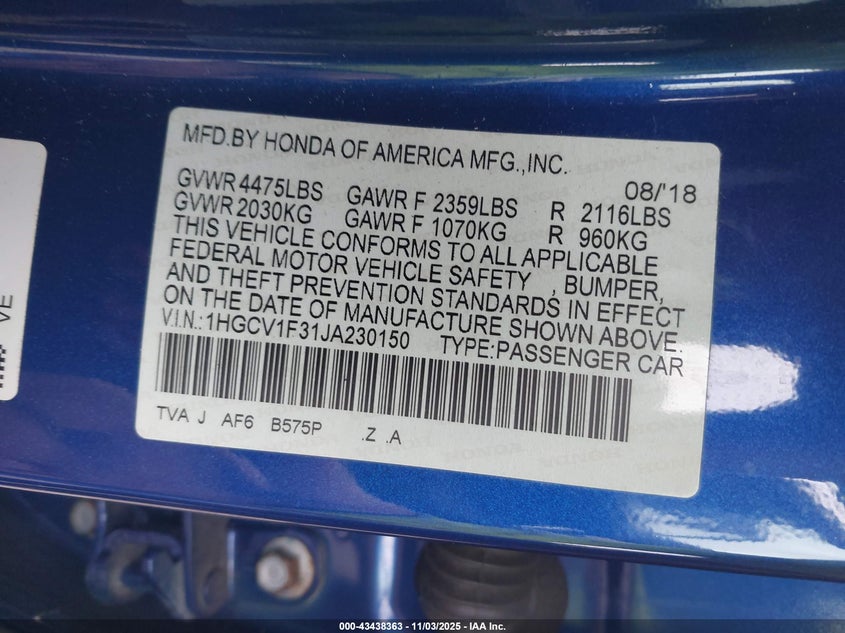 MFD.BY HONDA OF AMERICA MFG.,INC.
08/'18
GVWR 4475LBS GAWR F 2359LBS R 2116LBS
GVWR 2030KG GAWR F 1070KG R 960KG
THIS VEHICLE CONFORMS TO ALL APPLICABLE
FEDERAL MOTOR VEHICLE SAFETY , BUMPER,
AND THEFT PREVENTION STANDARDS IN EFFECT
ON THE DATE OF MANUFACTURE SHOWN ABOVE.
V.I.N.:1HGCV1F31JA230150 TYPE:PASSENGER CAR
TVA J AF6 B575P .Z .A
VE
000-43438363 — 11/03/2025 — IAA Inc.